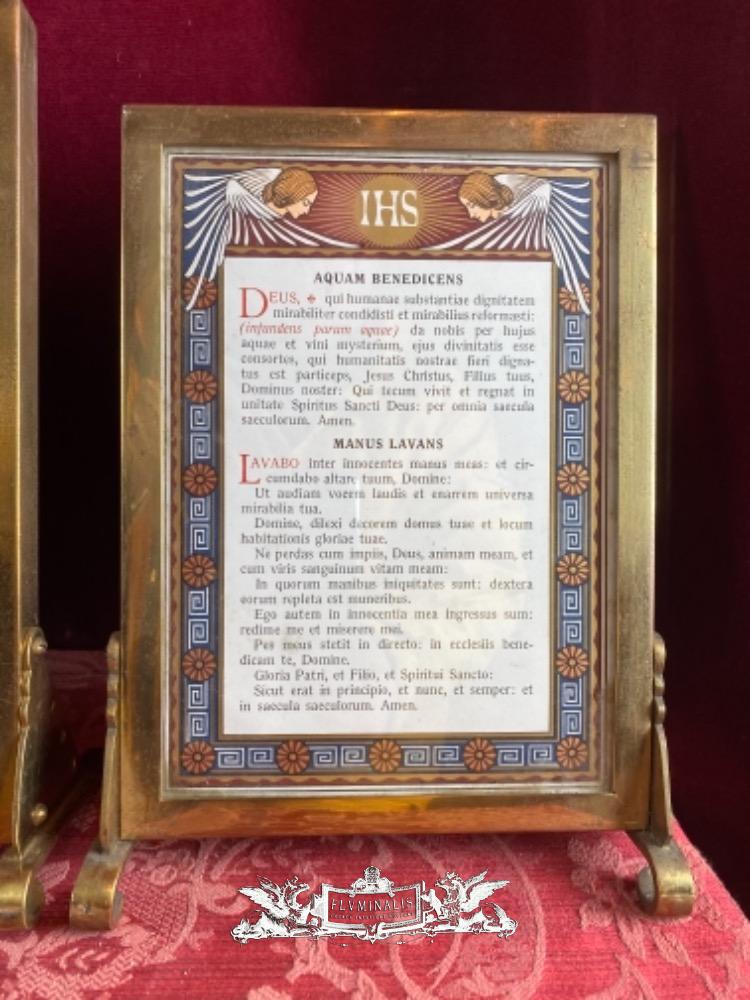 IHS
AQUAM BENEDICENS
DEUS, ✠ qui humanae substantiae dignitatem
mirabiliter condidisti et mirabilius reformasti:
(infundens parum aquae) da nobis per hujus
aquae et vini mysterium, ejus divinitatis esse
consortes, qui humanitatis nostrae fieri digna-
tus est particeps, Jesus Christus, Filius tuus,
Dominus noster: Qui tecum vivit et regnat in
unitate Spiritus Sancti Deus: per omnia saecula
saeculorum. Amen.
MANUS LAVANS
LAVABO inter innocentes manus meas: et cir-
cumdabo altare tuum, Domine:
Ut audiam vocem laudis et enarrem universa
mirabilia tua.
Domine, dilexi decorem domus tuae et locum
habitationis gloriae tuae.
Ne perdas cum impiis, Deus, animam meam, et
cum viris sanguinum vitam meam:
In quorum manibus iniquitates sunt: dextera
eorum repleta est muneribus.
Ego autem in innocentia mea ingressus sum:
redime me et miserere mei.
Pes meus stetit in directo: in ecclesiis bene-
dicam te, Domine.
Gloria Patri, et Filio, et Spiritui Sancto:
Sicut erat in principio, et nunc, et semper: et
in saecula saeculorum. Amen.
FLVMINALIS